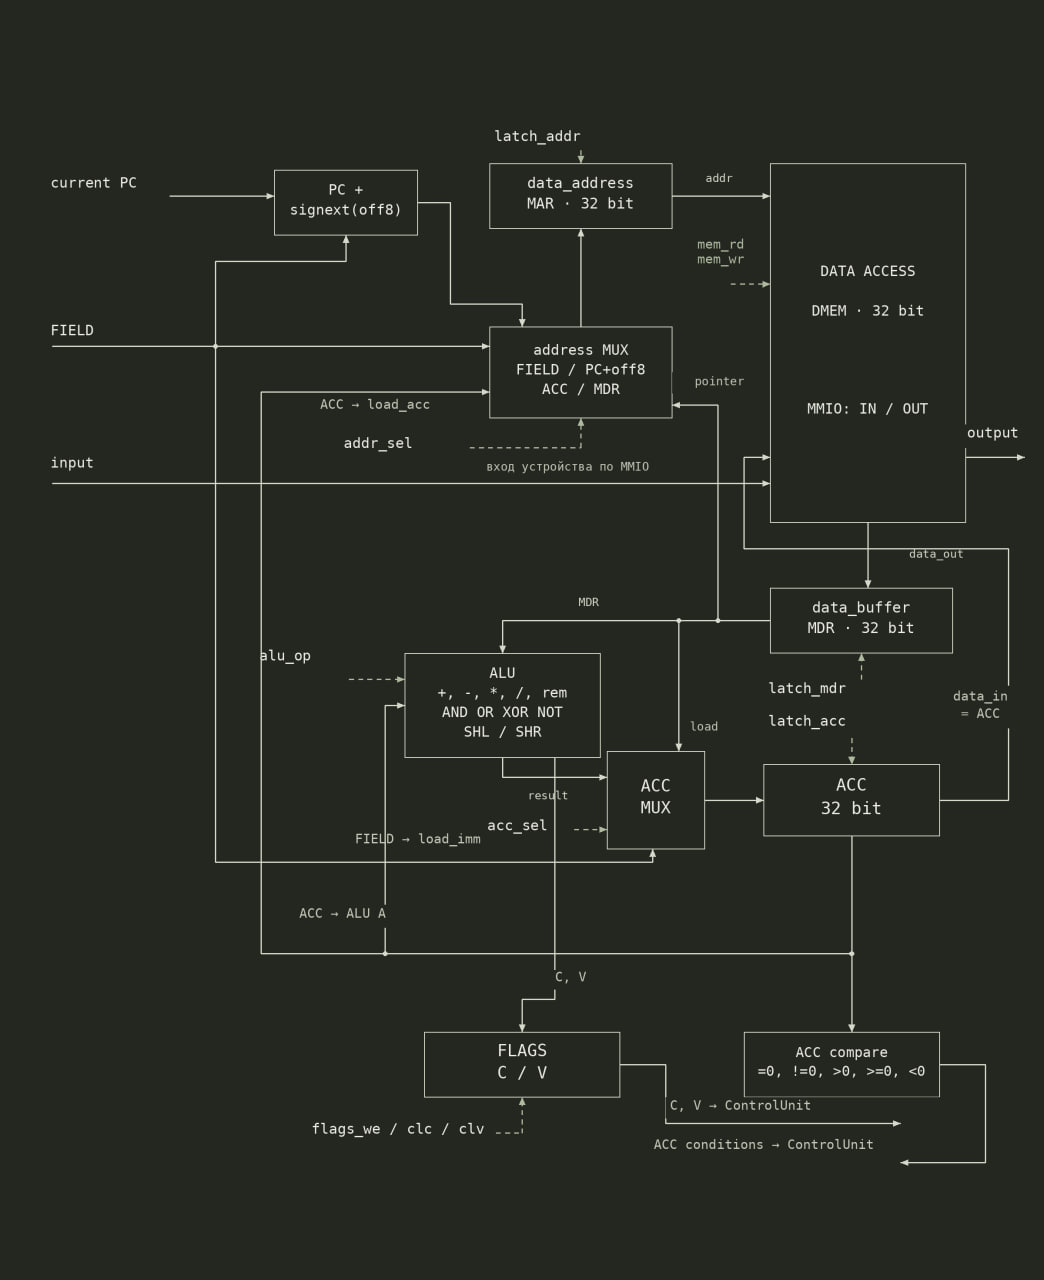 latch_addr
current PC
PC +
signext(off8)
data_address
MAR · 32 bit
addr
mem_rd
mem_wr
DATA ACCESS
DMEM · 32 bit
MMIO: IN / OUT
FIELD
address MUX
FIELD / PC+off8
ACC / MDR
pointer
ACC → load_acc
addr_sel
output
input
вход устройства по MMIO
data_out
MDR
data_buffer
MDR · 32 bit
alu_op
ALU
+, -, *, /, rem
AND OR XOR NOT
SHL / SHR
latch_mdr
data_in
= ACC
latch_acc
load
ACC
MUX
ACC
32 bit
result
acc_sel
FIELD → load_imm
ACC → ALU A
C, V
FLAGS
C / V
ACC compare
=0, !=0, >0, >=0, <0
C, V → ControlUnit
flags_we / clc / clv
ACC conditions → ControlUnit